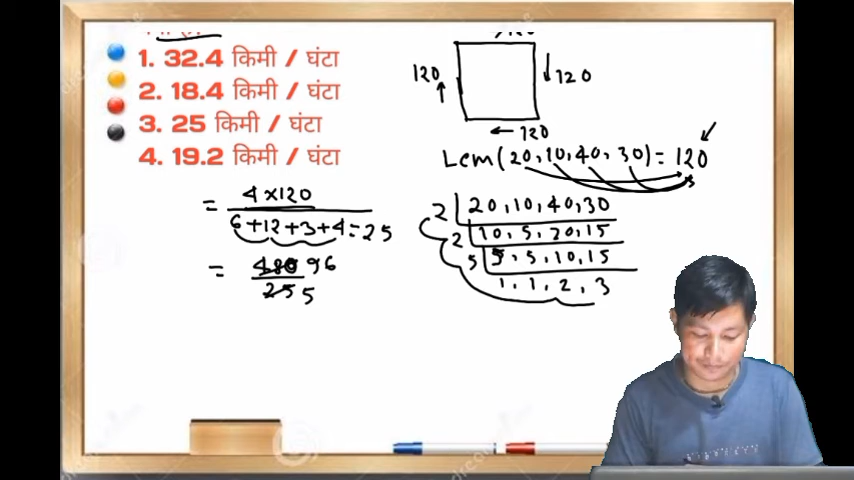 1. 32.4 किमी / घंटा
2. 18.4 किमी / घंटा
3. 25 किमी / घंटा
4. 19.2 किमी / घंटा
120
120
← 120
Lcm(20,10,40,30)=120
= 4×120
6+12+3+4=25
= 480 96
25 5
2 20,10,40,30
2 10,5,20,15
5 5,5,10,15
1,1,2,3